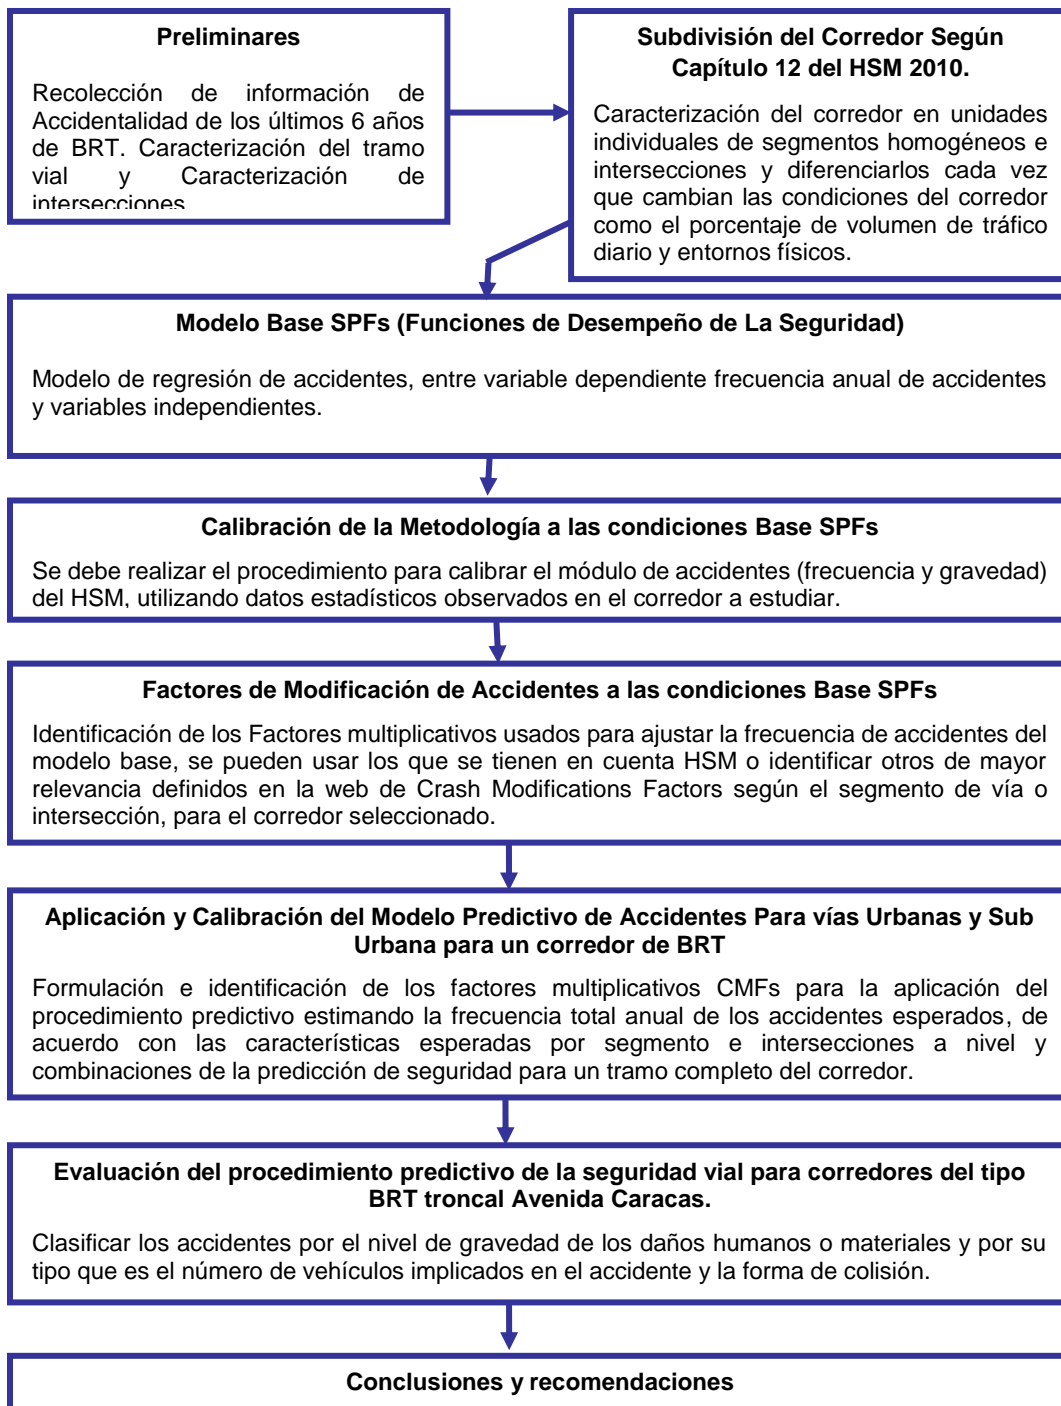 Preliminares
Recolección de información de
Accidentalidad de los últimos 6 años
de BRT. Caracterización del tramo
vial y Caracterización de
intersecciones
Subdivisión del Corredor Según
Capítulo 12 del HSM 2010.
Caracterización del corredor en unidades
individuales de segmentos homogéneos e
intersecciones y diferenciarlos cada vez
que cambian las condiciones del corredor
como el porcentaje de volumen de tráfico
diario y entornos físicos.
Modelo Base SPFs (Funciones de Desempeño de La Seguridad)
Modelo de regresión de accidentes, entre variable dependiente frecuencia anual de accidentes
y variables independientes.
Calibración de la Metodología a las condiciones Base SPFs
Se debe realizar el procedimiento para calibrar el módulo de accidentes (frecuencia y gravedad)
del HSM, utilizando datos estadísticos observados en el corredor a estudiar.
Factores de Modificación de Accidentes a las condiciones Base SPFs
Identificación de los Factores multiplicativos usados para ajustar la frecuencia de accidentes del
modelo base, se pueden usar los que se tienen en cuenta HSM o identificar otros de mayor
relevancia definidos en la web de Crash Modifications Factors según el segmento de vía o
intersección, para el corredor seleccionado.
Aplicación y Calibración del Modelo Predictivo de Accidentes Para vías Urbanas y Sub
Urbana para un corredor de BRT
Formulación e identificación de los factores multiplicativos CMFs para la aplicación del
procedimiento predictivo estimando la frecuencia total anual de los accidentes esperados, de
acuerdo con las características esperadas por segmento e intersecciones a nivel y
combinaciones de la predicción de seguridad para un tramo completo del corredor.
Evaluación del procedimiento predictivo de la seguridad vial para corredores del tipo
BRT troncal Avenida Caracas.
Clasificar los accidentes por el nivel de gravedad de los daños humanos o materiales y por su
tipo que es el número de vehículos implicados en el accidente y la forma de colisión.
Conclusiones y recomendaciones